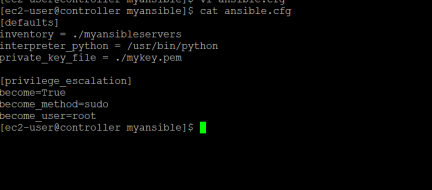 [ec2-user@controller myansible]$ vi ansible.cfg
[ec2-user@controller myansible]$ cat ansible.cfg
[defaults]
inventory = ./myansibleservers
interpreter_python = /usr/bin/python
private_key_file = ./mykey.pem
[privilege_escalation]
become=True
become_method=sudo
become_user=root
[ec2-user@controller myansible]$